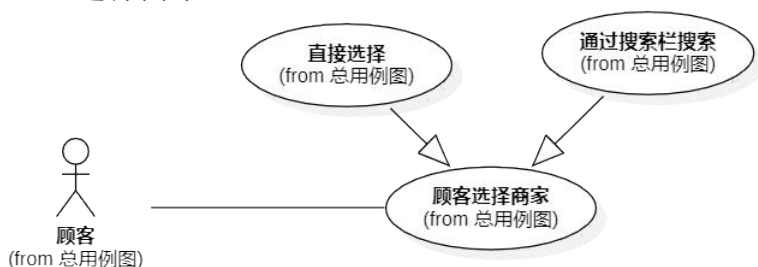 直接选择
(from 总用例图)
通过搜索栏搜索
(from 总用例图)
顾客选择商家
(from 总用例图)
顾客
(from 总用例图)